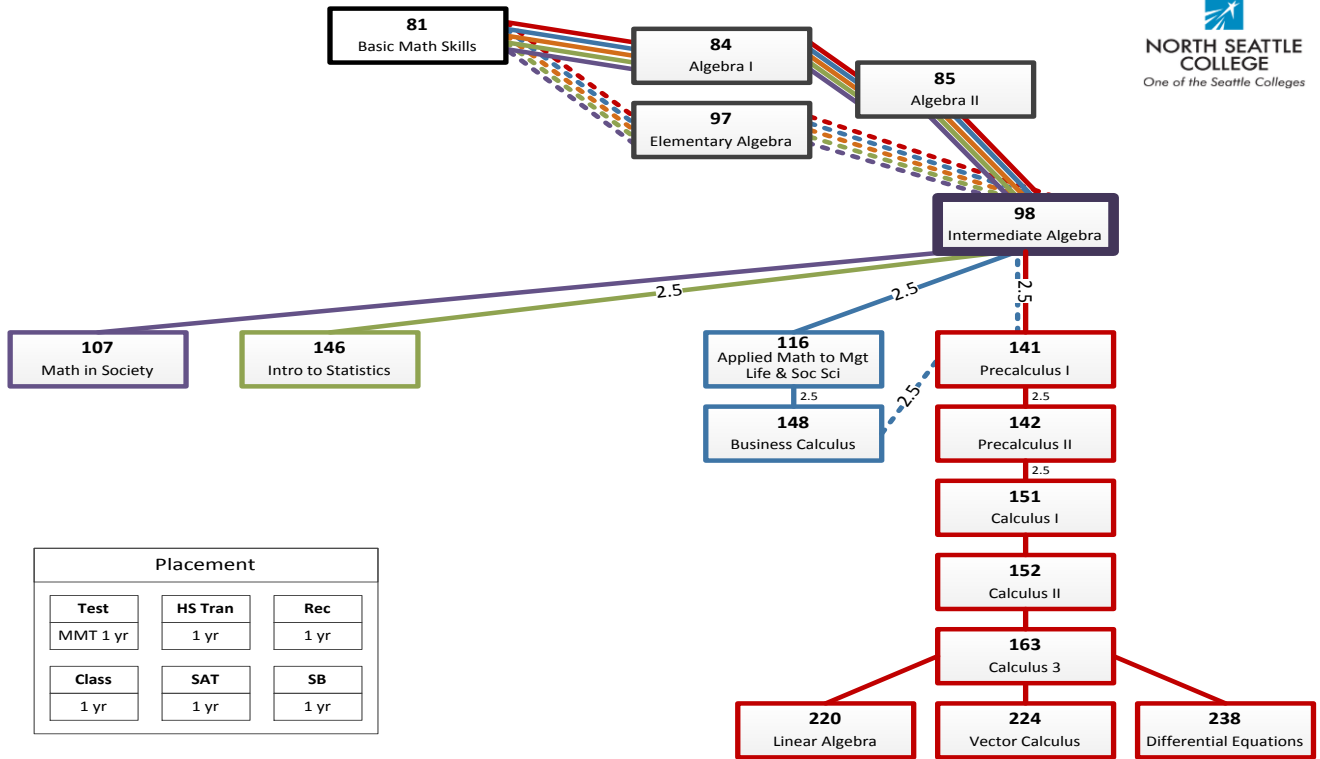 81
Basic Math Skills
84
Algebra I
85
Algebra II
97
Elementary Algebra
NORTH SEATTLE
COLLEGE
One of the Seattle Colleges
98
Intermediate Algebra
2.5
2.5
2.5
107
Math in Society
146
Intro to Statistics
116
Applied Math to Mgt
Life & Soc Sci
2.5
148
Business Calculus
2.5
141
Precalculus I
2.5
142
Precalculus II
2.5
151
Calculus I
152
Calculus II
163
Calculus 3
220
Linear Algebra
224
Vector Calculus
238
Differential Equations
Placement
Test
MMT 1 yr
HS Tran
1 yr
Rec
1 yr
Class
1 yr
SAT
1 yr
SB
1 yr